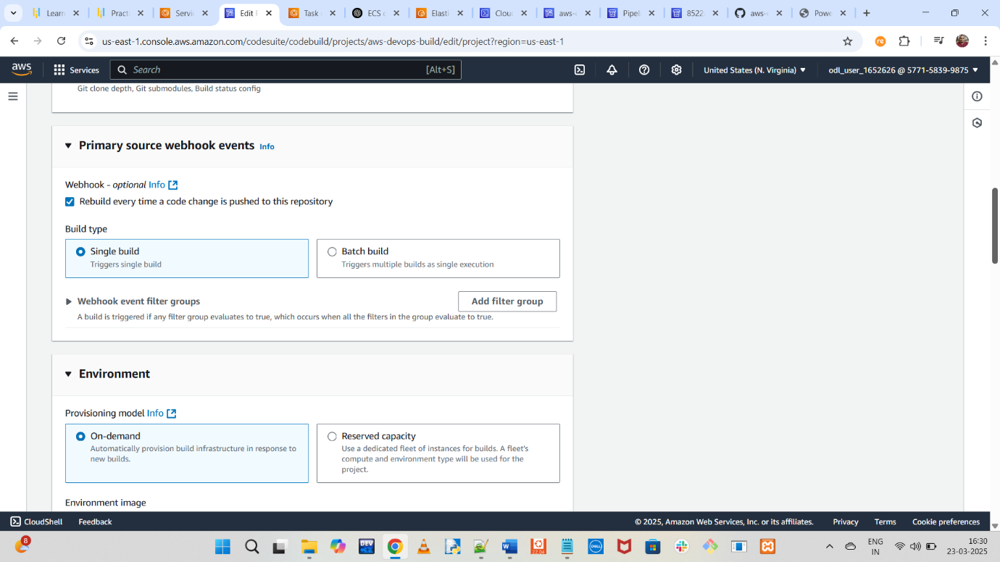 Learn
Practi
Servic
Edit P
Task d
ECS c
Elasti
Cloud
aws-d
Pipel
8522
aws-d
Powe
us-east-1.console.aws.amazon.com/codesuite/codebuild/projects/aws-devops-build/edit/project?region=us-east-1
aws
Services
Search
[Alt+S]
United States (N. Virginia)
odl_user_1652626 @ 5771-5839-9875
Git clone depth, Git submodules, Build status config
Primary source webhook events Info
Webhook - optional Info
Rebuild every time a code change is pushed to this repository
Build type
Single build
Triggers single build
Batch build
Triggers multiple builds as single execution
Webhook event filter groups
Add filter group
A build is triggered if any filter group evaluates to true, which occurs when all the filters in the group evaluate to true.
Environment
Provisioning model Info
On-demand
Automatically provision build infrastructure in response to
new builds.
Reserved capacity
Use a dedicated fleet of instances for builds. A fleet's
compute and environment type will be used for the
project.
Environment image
CloudShell
Feedback
© 2025, Amazon Web Services, Inc. or its affiliates.
Privacy
Terms
Cookie preferences
8
DEV
22.04
DELL
ENG
IN
16:30
23-03-2025